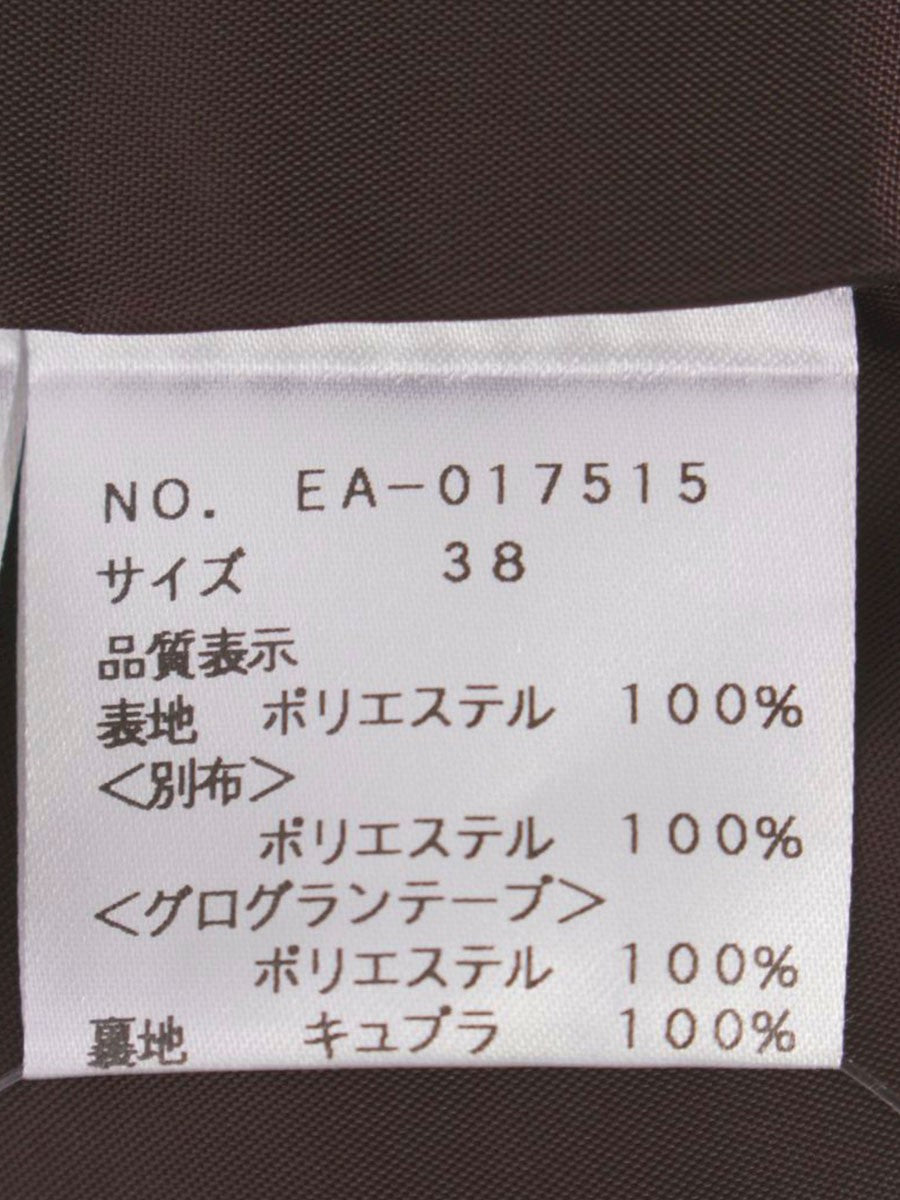 NO. EA-017515
サイズ 38
品質表示
表地 ポリエステル 100%
<別布>
ポリエステル 100%
<グログランテープ>
ポリエステル 100%
裏地 キュプラ 100%